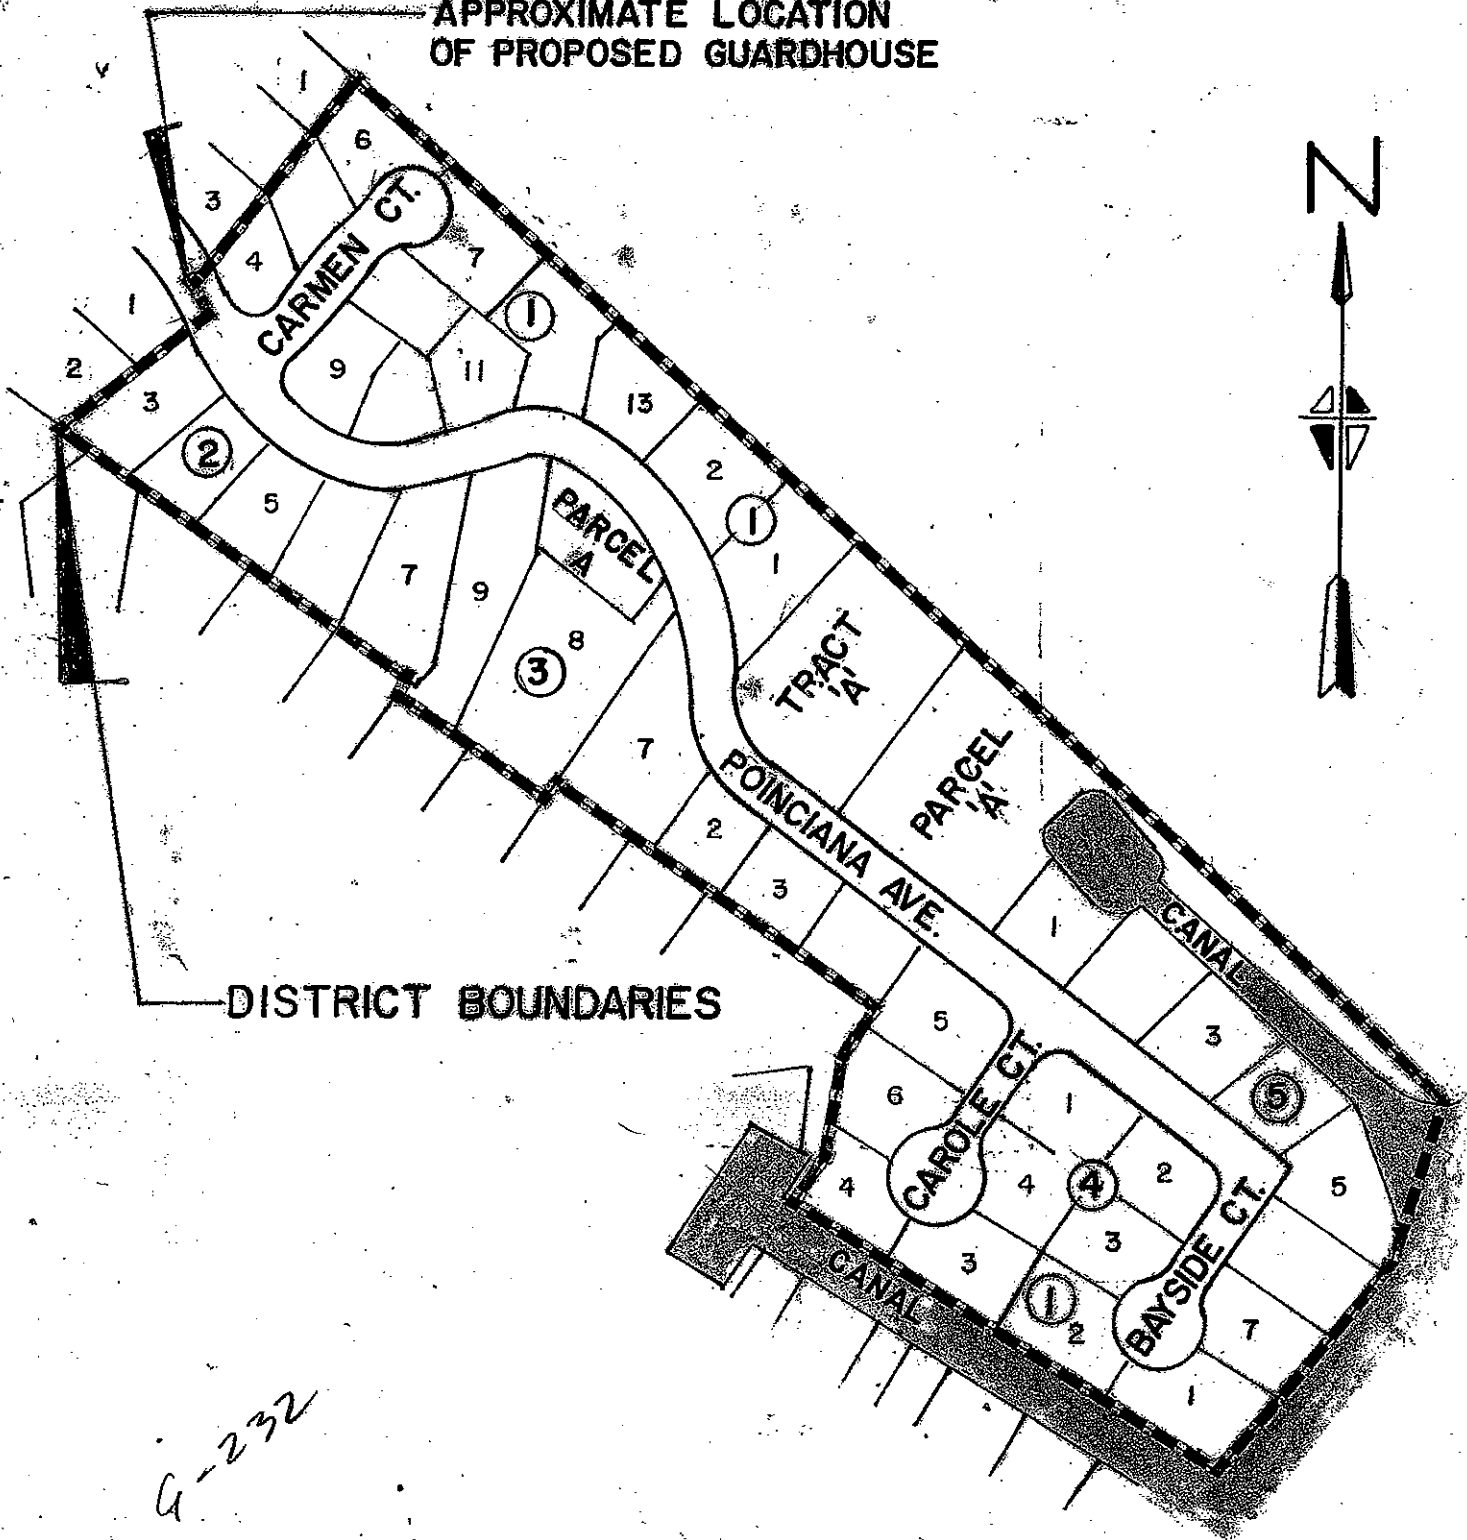 APPROXIMATE LOCATION
OF PROPOSED GUARDHOUSE
N
1
6
3
4
CARMEN CT.
7
1
1
2
3
9
11
13
2
5
2
1
1
PARCEL
A
7
9
8
3
7
TRACT
'A'
PARCEL
'A'
POINCIANA AVE.
2
3
1
CANAL
DISTRICT BOUNDARIES
5
3
5
6
CAROLE CT.
1
4
4
4
2
5
3
3
BAYSIDE CT.
CANAL
1
2
7
1
G-232